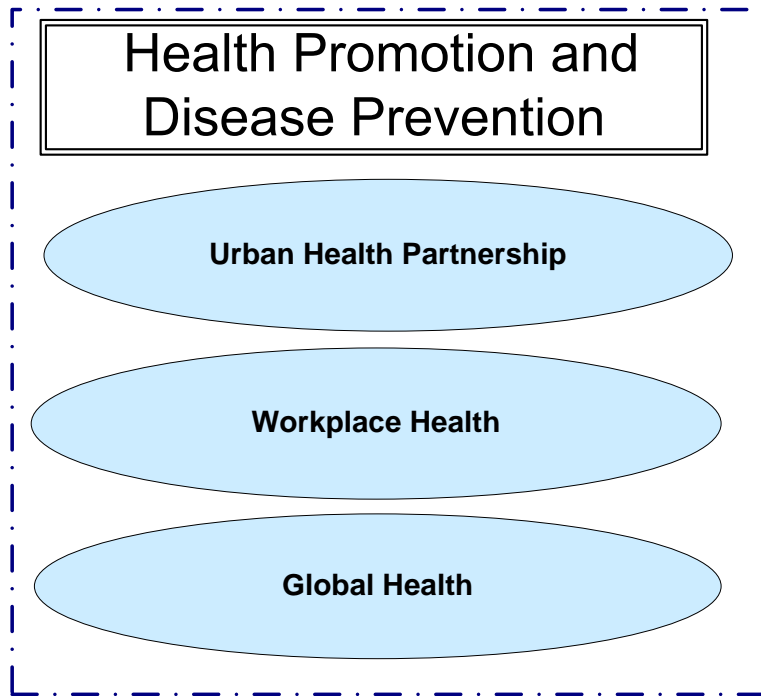 Health Promotion and
Disease Prevention
Urban Health Partnership
Workplace Health
Global Health